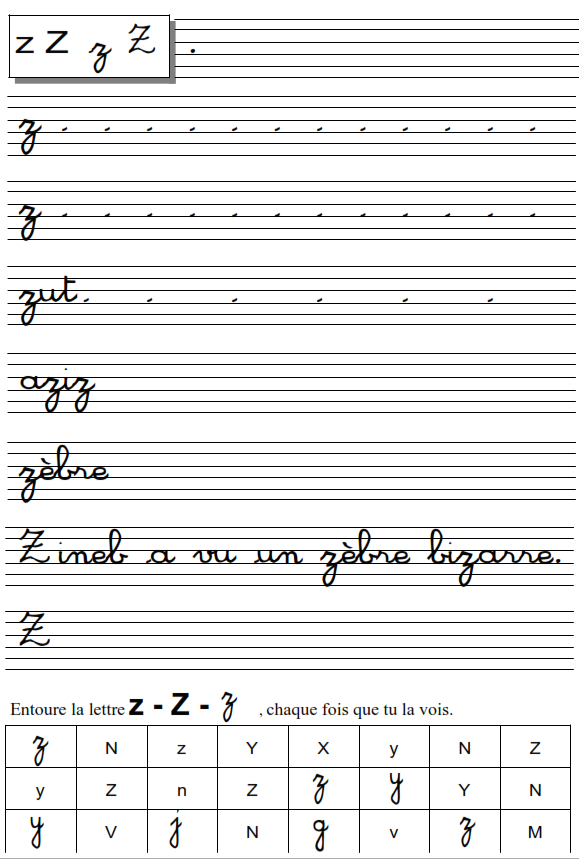 z Z z Z .
z
z
zut
aziz
zèbre
Zineb a vu un zèbre bizarre.
Z
Entoure la lettre z - Z - z , chaque fois que tu la vois.
z N z Y X y N Z
y Z n Z z y Y N
y V j N g v z M